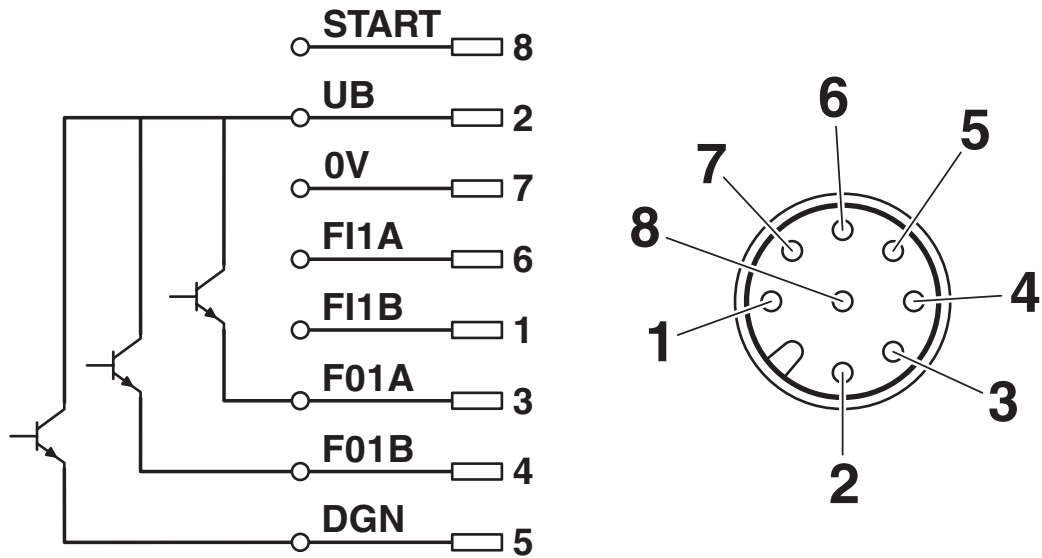 START 8
UB 2
0V 7
FI1A 6
FI1B 1
F01A 3
F01B 4
DGN 5
6
5
7
8
4
1
3
2